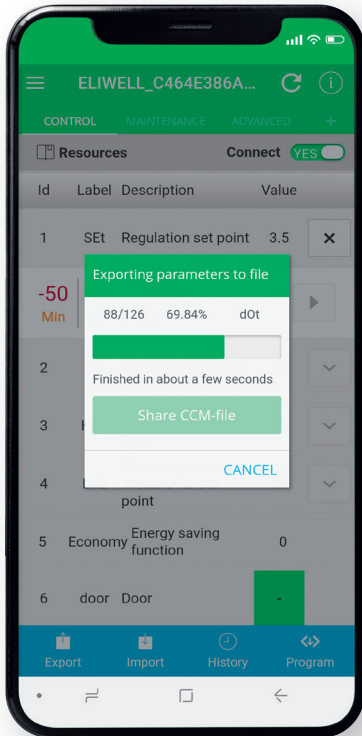 ELIWELL_C464E386A...
CONTROL MAINTENANCE ADVANCED +
Resources Connect YES
Id Label Description Value
1 SEt Regulation set point 3.5
Exporting parameters to file
-50
Min
88/126 69.84% dOt
2
Finished in about a few seconds
3
Share CCM-file
4
point
CANCEL
5 Economy Energy saving function 0
6 door Door -
Export Import History Program